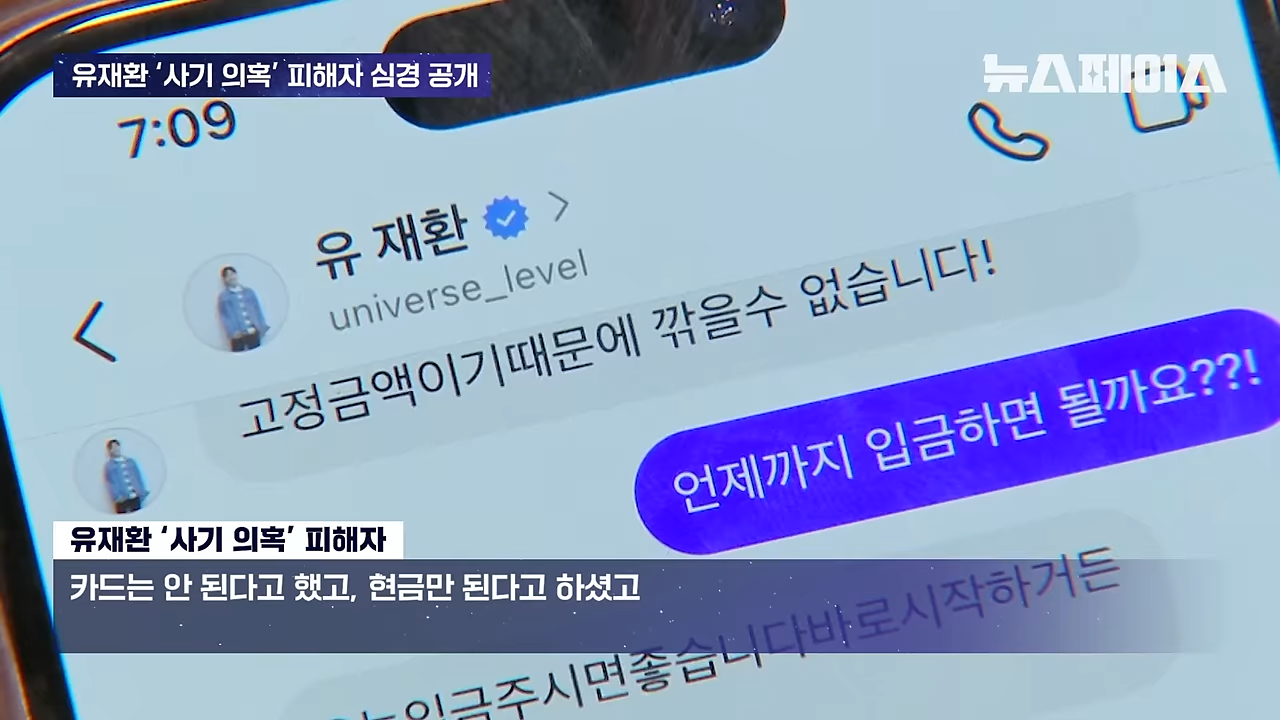 유재환 ‘사기 의혹’ 피해자 심경 공개
뉴스페이스
7:09
유 재환
universe_level
고정금액이기때문에 깎을수 없습니다!
언제까지 입금하면 될까요??!
유재환 ‘사기 의혹’ 피해자
카드는 안 된다고 했고, 현금만 된다고 하셨고
입금주시면좋습니다바로시작하거든